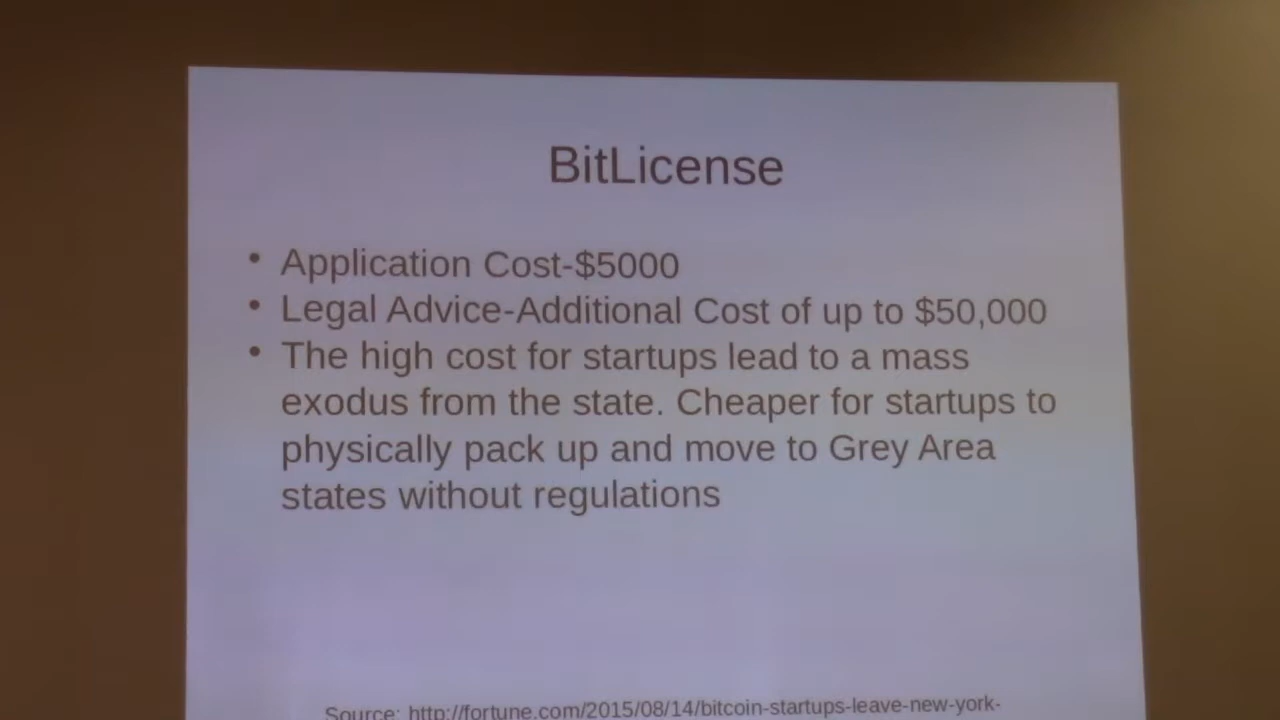 BitLicense
• Application Cost-$5000
• Legal Advice-Additional Cost of up to $50,000
• The high cost for startups lead to a mass
exodus from the state. Cheaper for startups to
physically pack up and move to Grey Area
states without regulations
Source: http://fortune.com/2015/08/14/bitcoin-startups-leave-new-york-